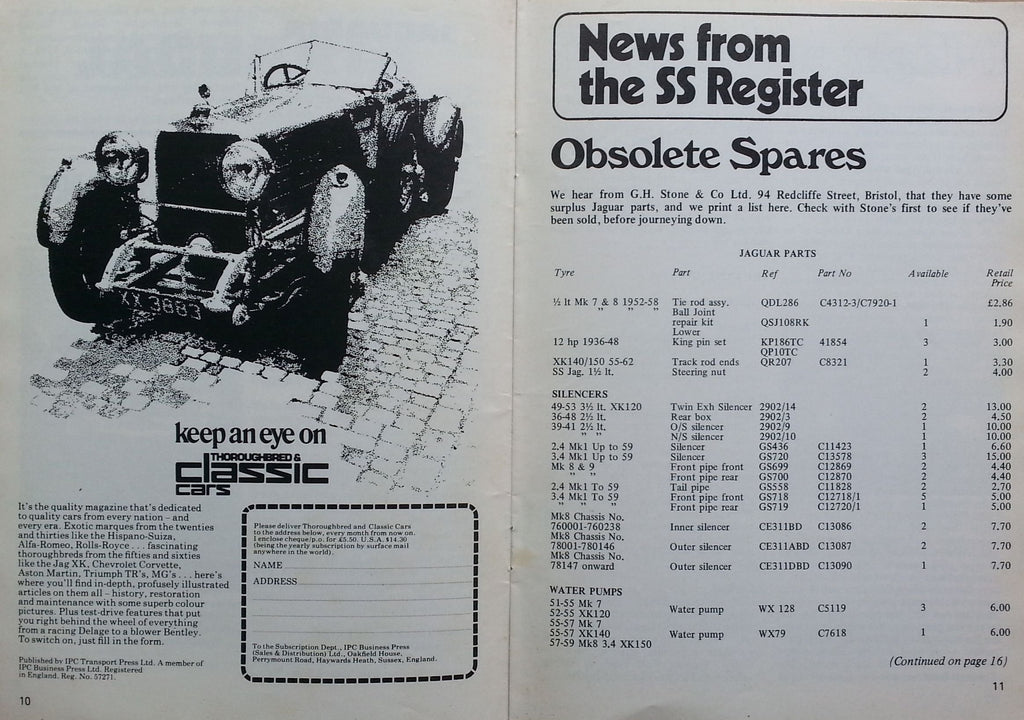 XX 3883
keep an eye on
THOROUGHBRED &
classic
cars
It's the quality magazine that's dedicated
to quality cars from every nation – and
every era. Exotic marques from the twenties
and thirties like the Hispano-Suiza,
Alfa-Romeo, Rolls-Royce . . . fascinating
thoroughbreds from the fifties and sixties
like the Jag XK, Chevrolet Corvette,
Aston Martin, Triumph TR's, MG's . . . here's
where you'll find in-depth, profusely illustrated
articles on them all – history, restoration
and maintenance with some superb colour
pictures. Plus test-drive features that put
you right behind the wheel of everything
from a racing Delage to a blower Bentley.
To switch on, just fill in the form.
Published by IPC Transport Press Ltd. A member of
IPC Business Press Ltd. Registered
in England. Reg. No. 57271.
Please deliver Thoroughbred and Classic Cars
to the address below, every month from now on.
I enclose cheque/p.o. for £5.50. U.S.A. $14.30
(being the yearly subscription by surface mail
anywhere in the world).
NAME
ADDRESS
To the Subscription Dept., IPC Business Press
(Sales & Distribution) Ltd., Oakfield House,
Perrymount Road, Haywards Heath, Sussex, England.
10
News from
the SS Register
Obsolete Spares
We hear from G.H. Stone & Co Ltd. 94 Redcliffe Street, Bristol, that they have some
surplus Jaguar parts, and we print a list here. Check with Stone's first to see if they've
been sold, before journeying down.
JAGUAR PARTS
Tyre Part Ref Part No Available Retail
Price
½ lt Mk 7 & 8 1952-58 Tie rod assy. QDL286 C4312-3/C7920-1 £2.86
" " " Ball Joint
repair kit QSJ108RK 1 1.90
Lower
12 hp 1936-48 King pin set KP186TC 41854 3 3.00
QP10TC
XK140/150 55-62 Track rod ends QR207 C8321 1 3.30
SS Jag. 1½ lt. Steering nut 2 4.00
SILENCERS
49-53 3½ lt. XK120 Twin Exh Silencer 2902/14 2 13.00
36-48 2½ lt. Rear box 2902/3 2 4.50
39-41 2½ lt. O/S silencer 2902/9 1 10.00
" " N/S silencer 2902/10 1 10.00
2.4 Mk1 Up to 59 Silencer GS436 C11423 1 6.60
3.4 Mk1 Up to 59 Silencer GS720 C13578 3 15.00
Mk 8 & 9 Front pipe front GS699 C12869 2 4.40
" " Front pipe rear GS700 C12870 2 4.40
2.4 Mk1 To 59 Tail pipe GS558 C11828 2 2.70
3.4 Mk1 To 59 Front pipe front GS718 C12718/1 5 5.00
" " Front pipe rear GS719 C12720/1 1 5.00
Mk8 Chassis No.
760001-760238 Inner silencer CE311BD C13086 2 7.70
Mk8 Chassis No.
78001-780146 Outer silencer CE311ABD C13087 2 7.70
Mk8 Chassis No.
78147 onward Outer silencer CE311DBD C13090 1 7.70
WATER PUMPS
51-55 Mk 7
52-55 XK120 Water pump WX 128 C5119 3 6.00
55-57 Mk 7
55-57 XK140 Water pump WX79 C7618 1 6.00
57-59 Mk8 3.4 XK150
(Continued on page 16)
11